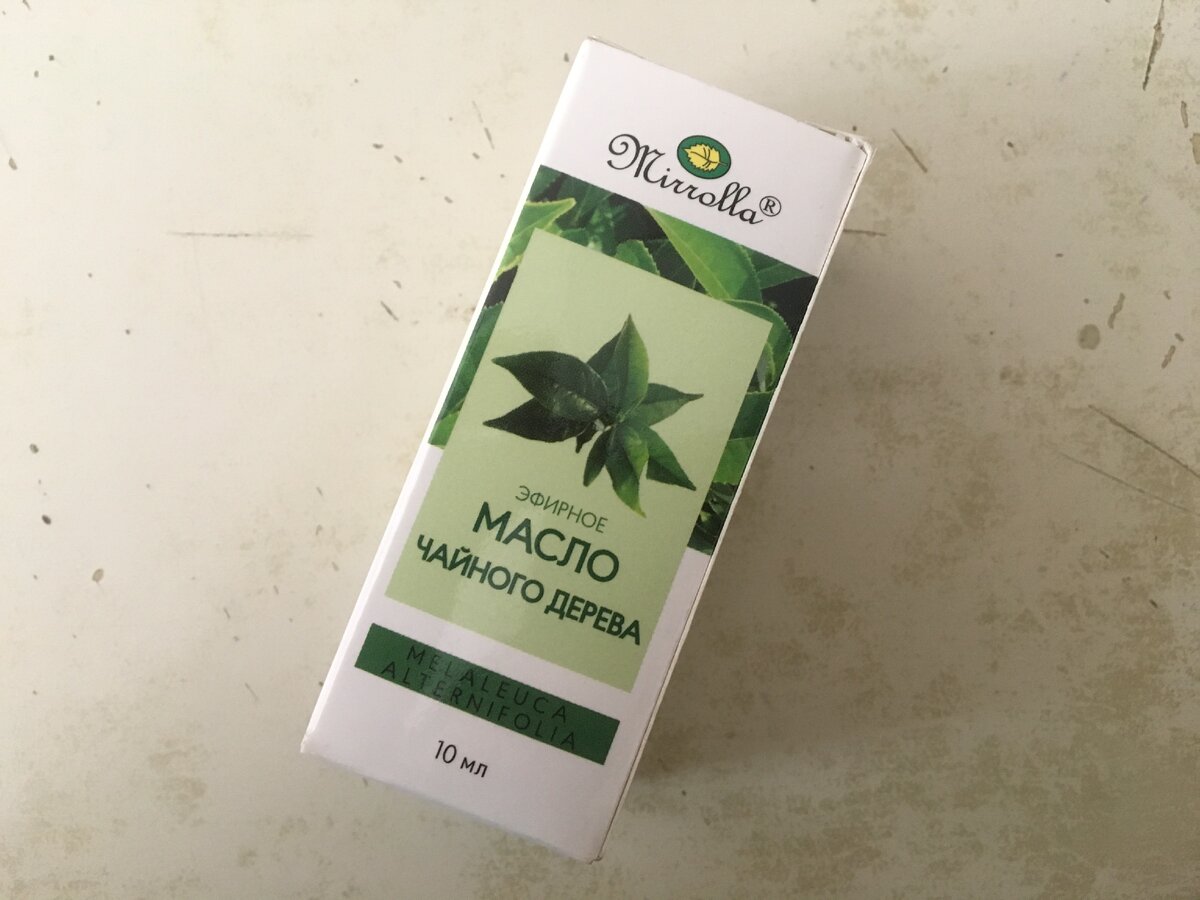 Mirrolla®
ЭФИРНОЕ
МАСЛО
ЧАЙНОГО ДЕРЕВА
MELALEUCA
ALTERNIFOLIA
10 мл